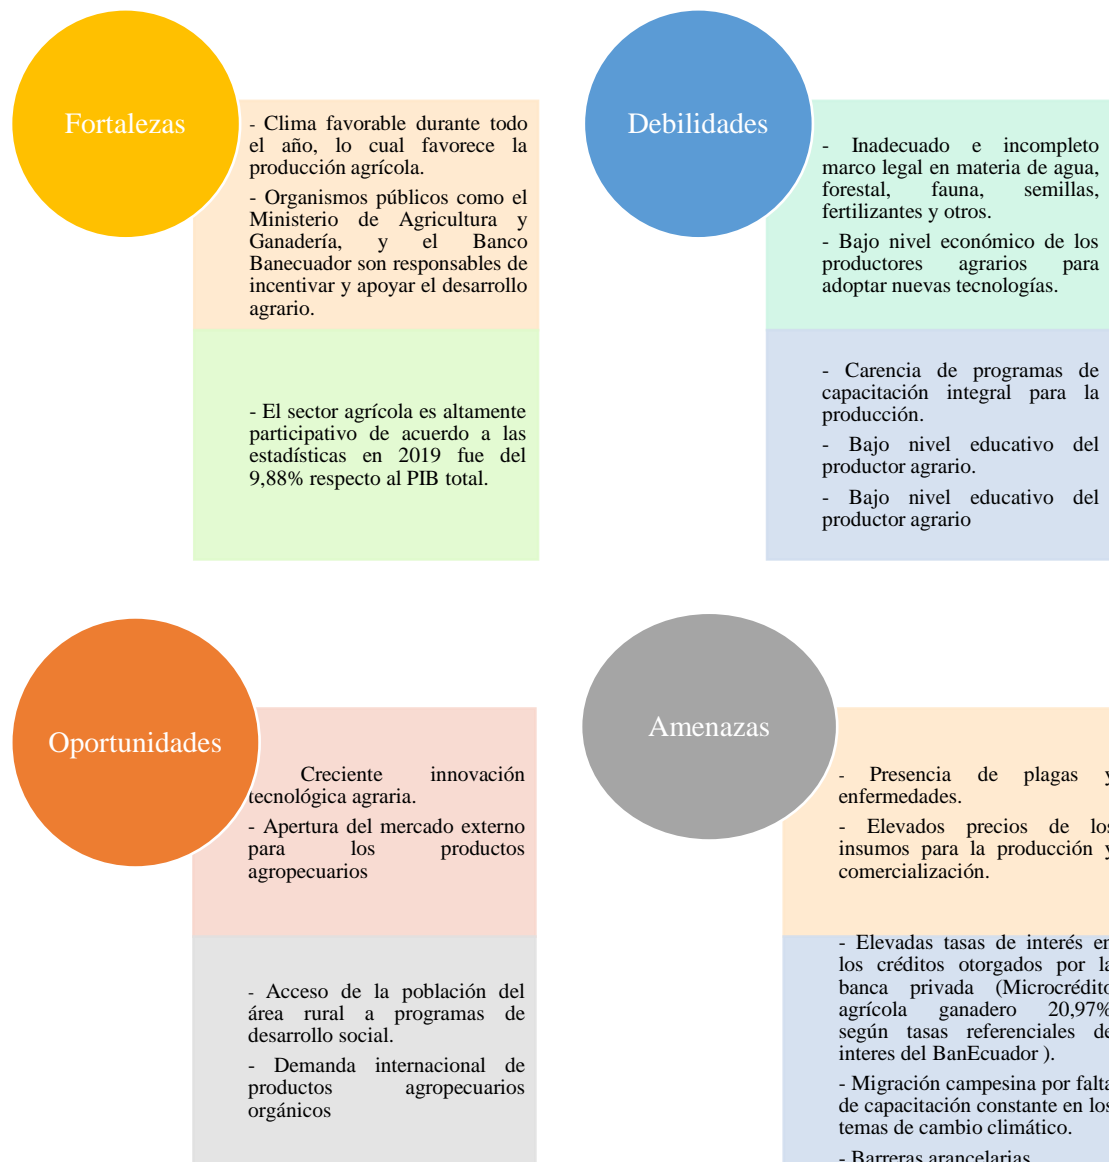 Fortalezas
- Clima favorable durante todo
el año, lo cual favorece la
producción agrícola.
- Organismos públicos como el
Ministerio de Agricultura y
Ganadería, y el Banco
Banecuador son responsables de
incentivar y apoyar el desarrollo
agrario.
- El sector agrícola es altamente
participativo de acuerdo a las
estadísticas en 2019 fue del
9,88% respecto al PIB total.
Debilidades
- Inadecuado e incompleto
marco legal en materia de agua,
forestal, fauna, semillas,
fertilizantes y otros.
- Bajo nivel económico de los
productores agrarios para
adoptar nuevas tecnologías.
- Carencia de programas de
capacitación integral para la
producción.
- Bajo nivel educativo del
productor agrario.
- Bajo nivel educativo del
productor agrario
Oportunidades
Creciente innovación
tecnológica agraria.
- Apertura del mercado externo
para los productos
agropecuarios
- Acceso de la población del
área rural a programas de
desarrollo social.
- Demanda internacional de
productos agropecuarios
orgánicos
Amenazas
- Presencia de plagas y
enfermedades.
- Elevados precios de los
insumos para la producción y
comercialización.
- Elevadas tasas de interés en
los créditos otorgados por la
banca privada (Microcrédito
agrícola ganadero 20,97%
según tasas referenciales de
interes del BanEcuador ).
- Migración campesina por falta
de capacitación constante en los
temas de cambio climático.
- Barreras arancelarias